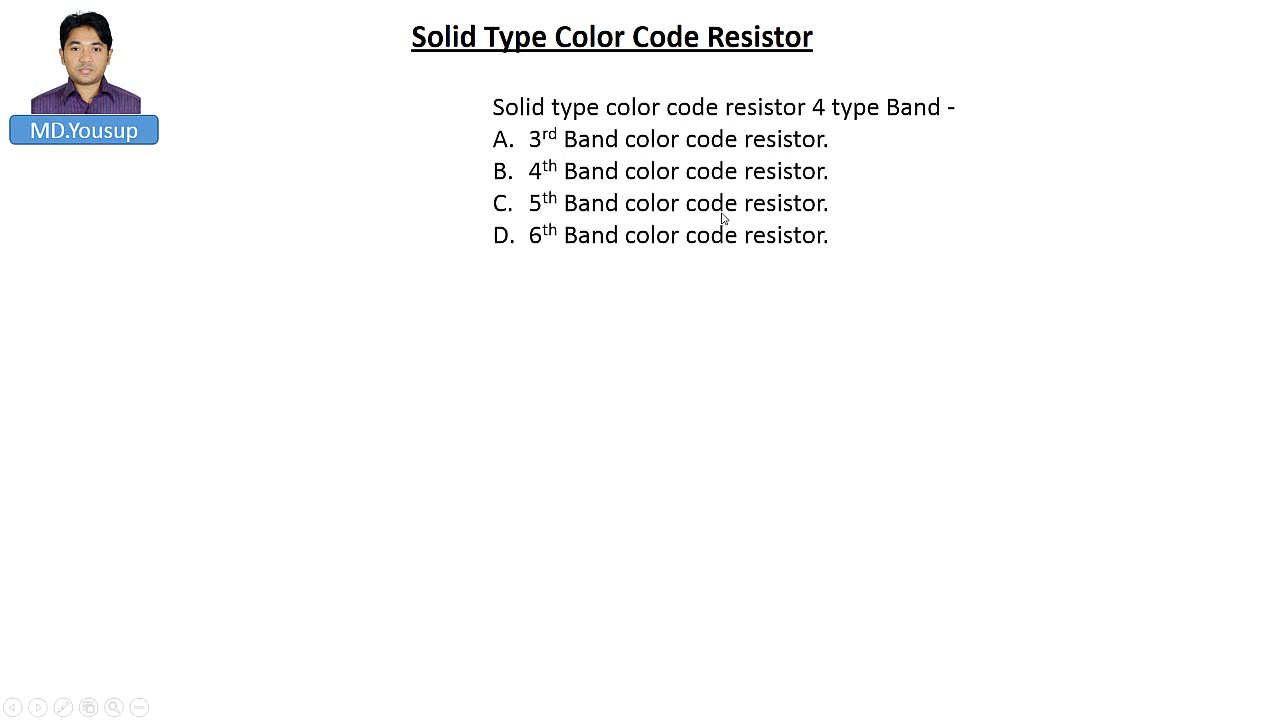 Solid Type Color Code Resistor
MD.Yousup
Solid type color code resistor 4 type Band -
A. 3rd Band color code resistor.
B. 4th Band color code resistor.
C. 5th Band color code resistor.
D. 6th Band color code resistor.